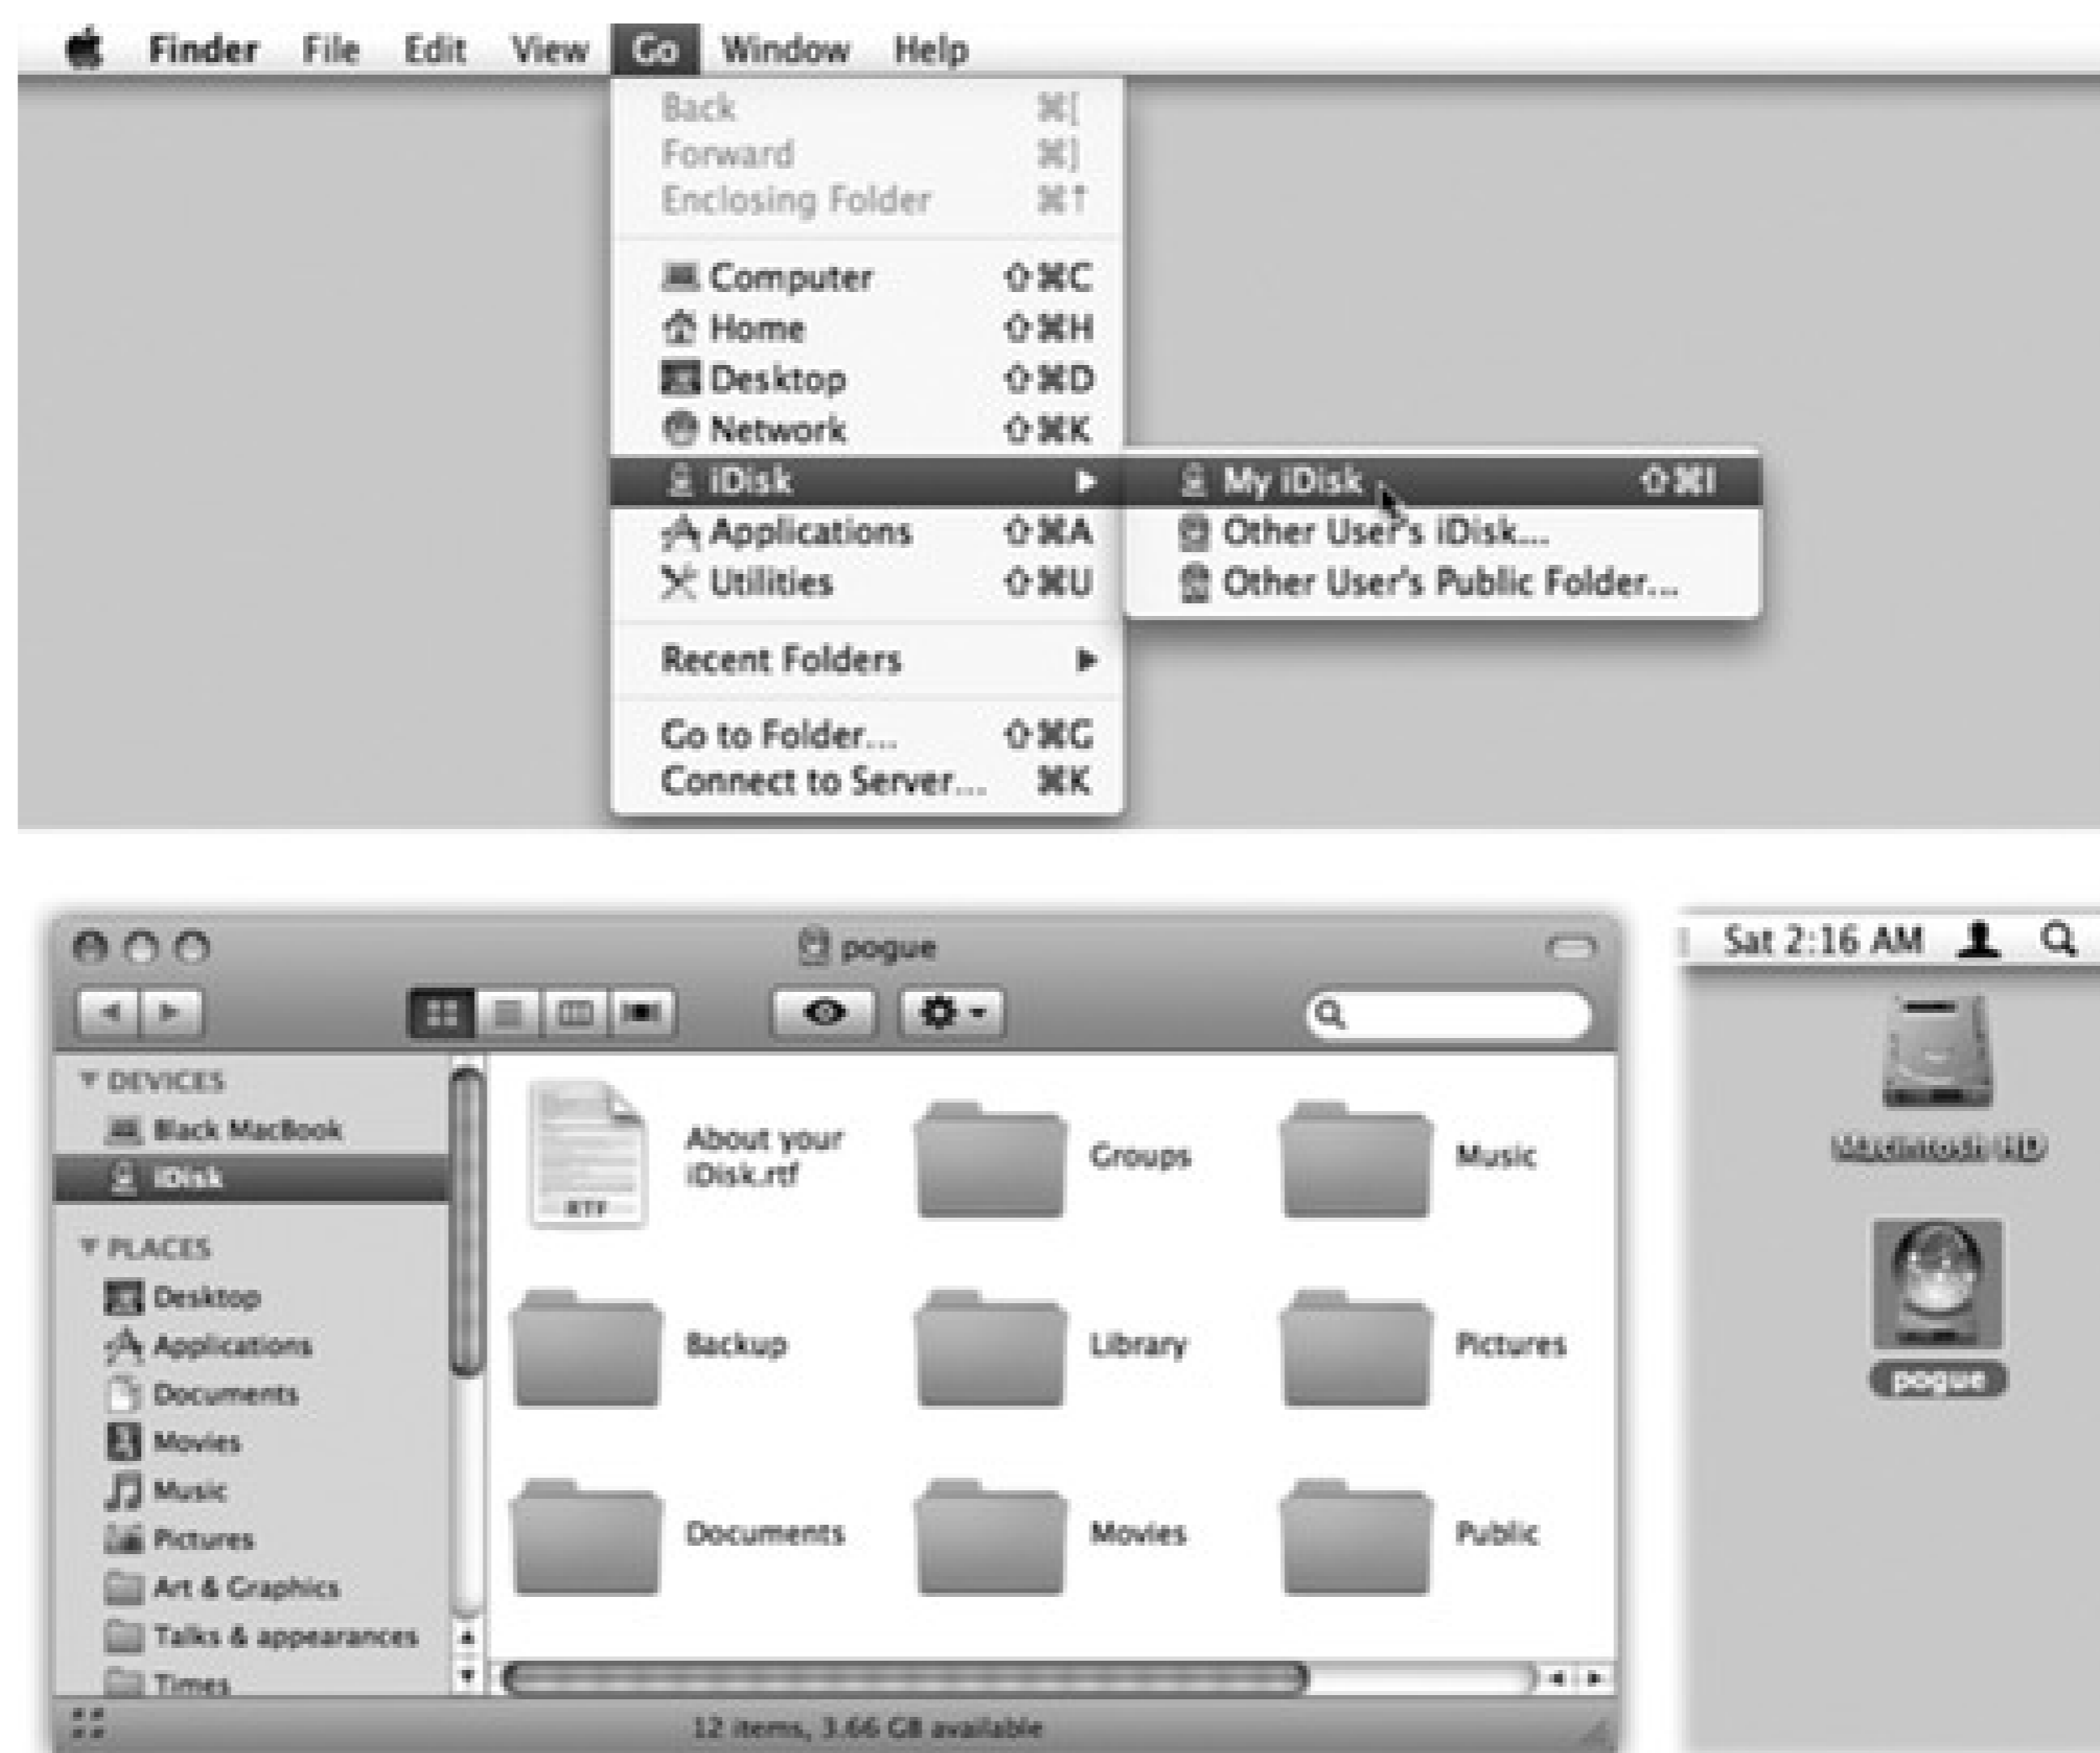 Finder File Edit View Go Window Help
Back ⌘[
Forward ⌘]
Enclosing Folder ⌘↑
Computer ⇧⌘C
Home ⇧⌘H
Desktop ⇧⌘D
Network ⇧⌘K
iDisk ▶
My iDisk ⇧⌘I
Applications ⇧⌘A
Other User's iDisk...
Utilities ⇧⌘U
Other User's Public Folder...
Recent Folders ▶
Go to Folder... ⇧⌘G
Connect to Server... ⌘K
pogue
DEVICES
Black MacBook
iDisk
PLACES
Desktop
Applications
Documents
Movies
Music
Pictures
Art & Graphics
Talks & appearances
Times
About your
iDisk.rtf
RTF
Groups
Music
Backup
Library
Pictures
Documents
Movies
Public
12 items, 3.66 GB available
Sat 2:16 AM
Macintosh HD
pogue